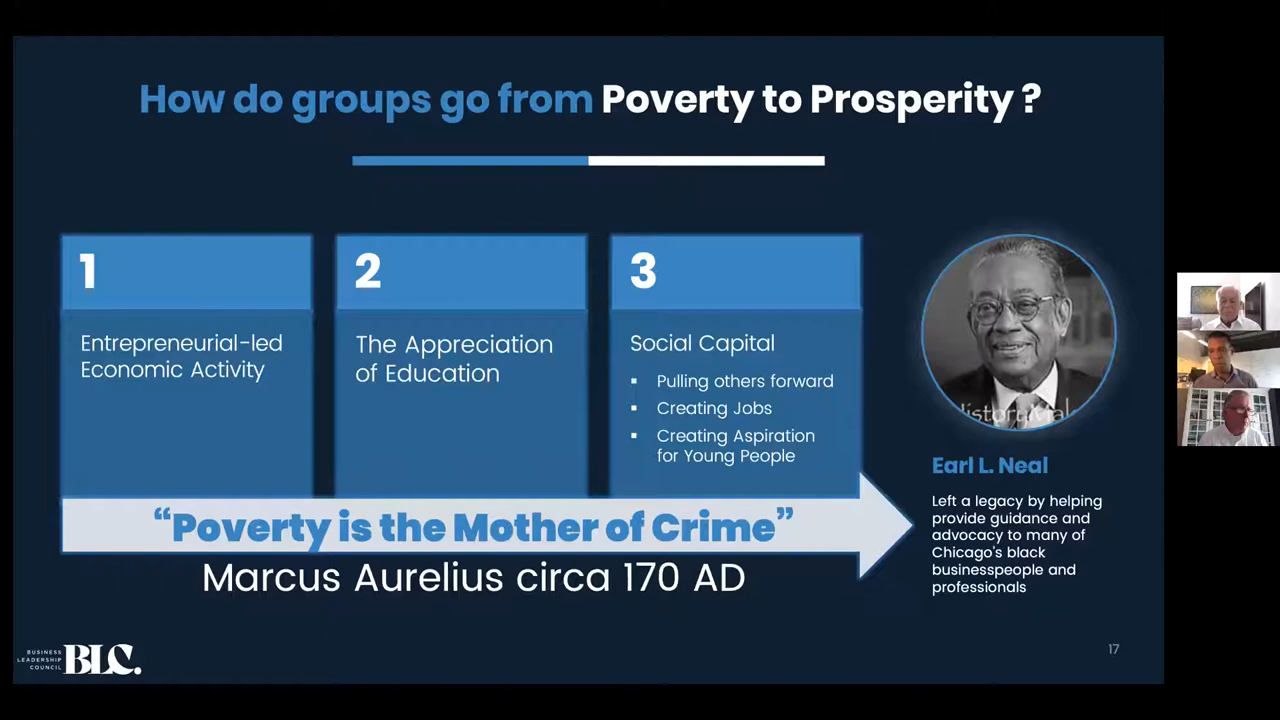 How do groups go from Poverty to Prosperity ?
1
Entrepreneurial-led
Economic Activity
2
The Appreciation
of Education
3
Social Capital
▪ Pulling others forward
▪ Creating Jobs
▪ Creating Aspiration
for Young People
“Poverty is the Mother of Crime”
Marcus Aurelius circa 170 AD
Earl L. Neal
Left a legacy by helping
provide guidance and
advocacy to many of
Chicago's black
businesspeople and
professionals
BUSINESS
LEADERSHIP
COUNCIL
BLC.
17